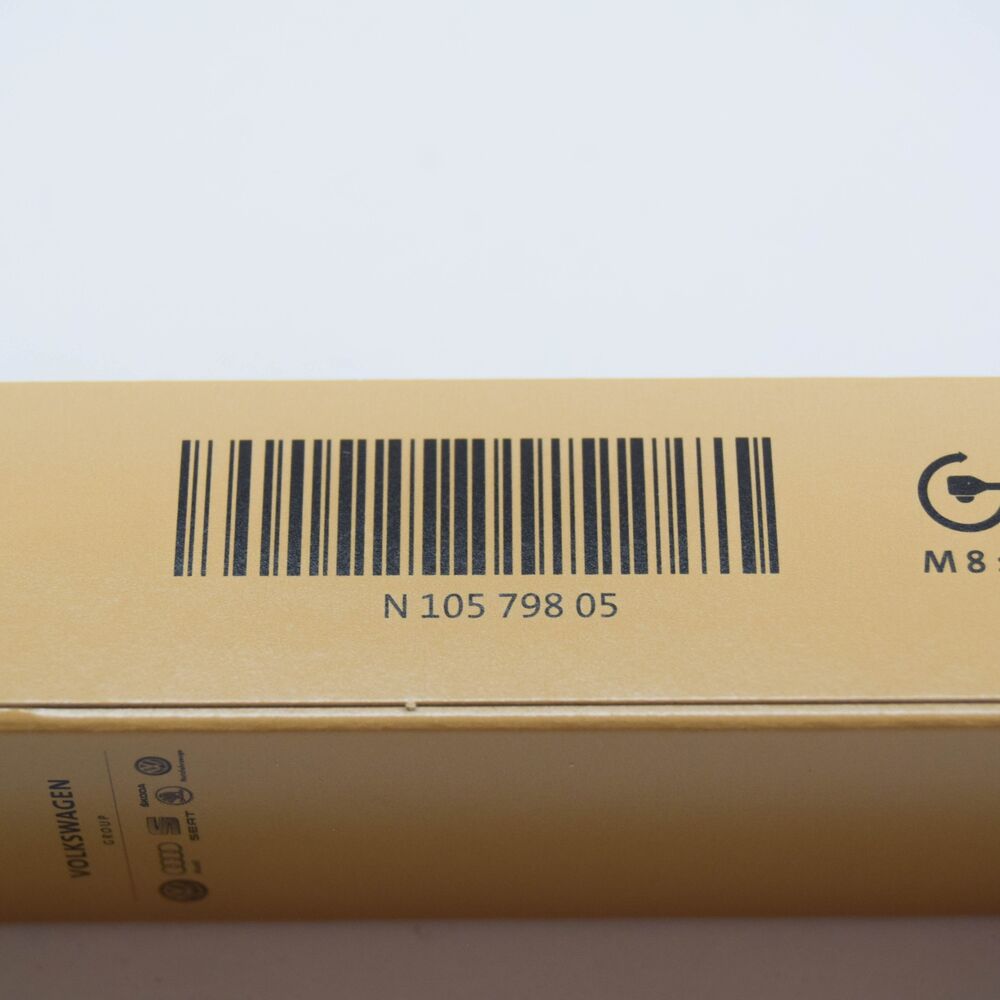 N 105 798 05
M 8
VOLKSWAGEN
GROUP
ŠKODA
SEAT